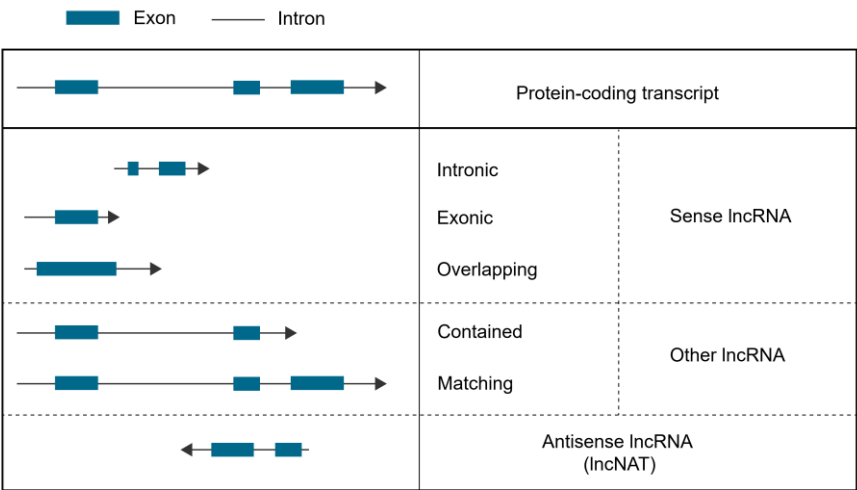 Exon
Intron
Protein-coding transcript
Intronic
Exonic
Sense lncRNA
Overlapping
Contained
Other lncRNA
Matching
Antisense lncRNA
(lncNAT)